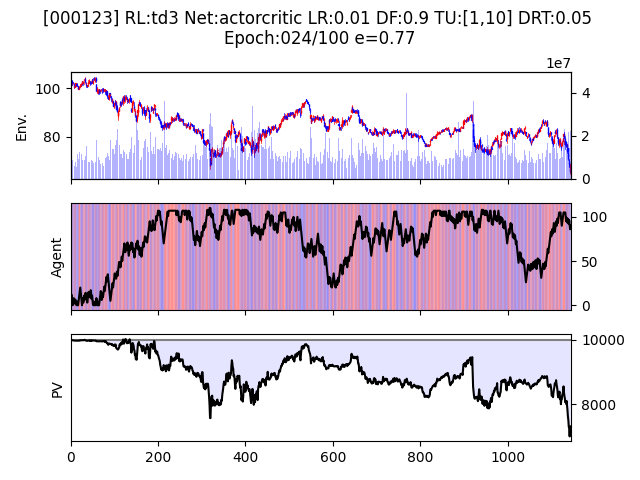 [000123] RL:td3 Net:actorcritic LR:0.01 DF:0.9 TU:[1,10] DRT:0.05
Epoch:024/100 e=0.77
1e7
100
80
Env.
4
2
0
Agent
100
50
0
PV
10000
8000
0 200 400 600 800 1000